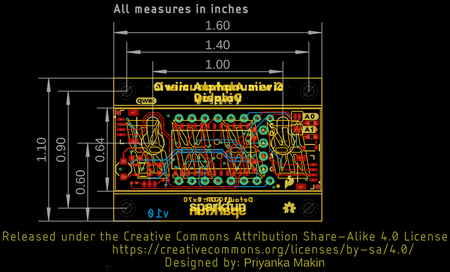 All measures in inches
1.60
1.40
1.00
Qwiic Alphanumeric
Display
qwiic
A0
A1
1.10
0.90
0.64
0.60
sparkfun
v10
Released under the Creative Commons Attribution Share-Alike 4.0 License
https://creativecommons.org/licenses/by-sa/4.0/
Designed by: Priyanka Makin